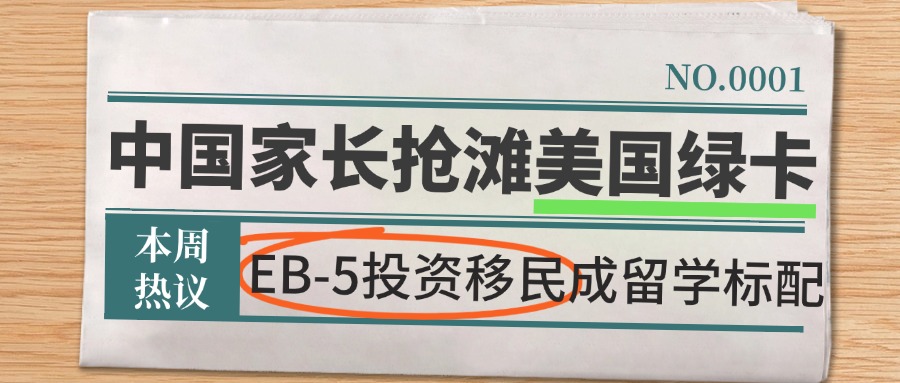 NO.0001
中国家长抢滩美国绿卡
本周
热议
EB-5投资移民成留学标配